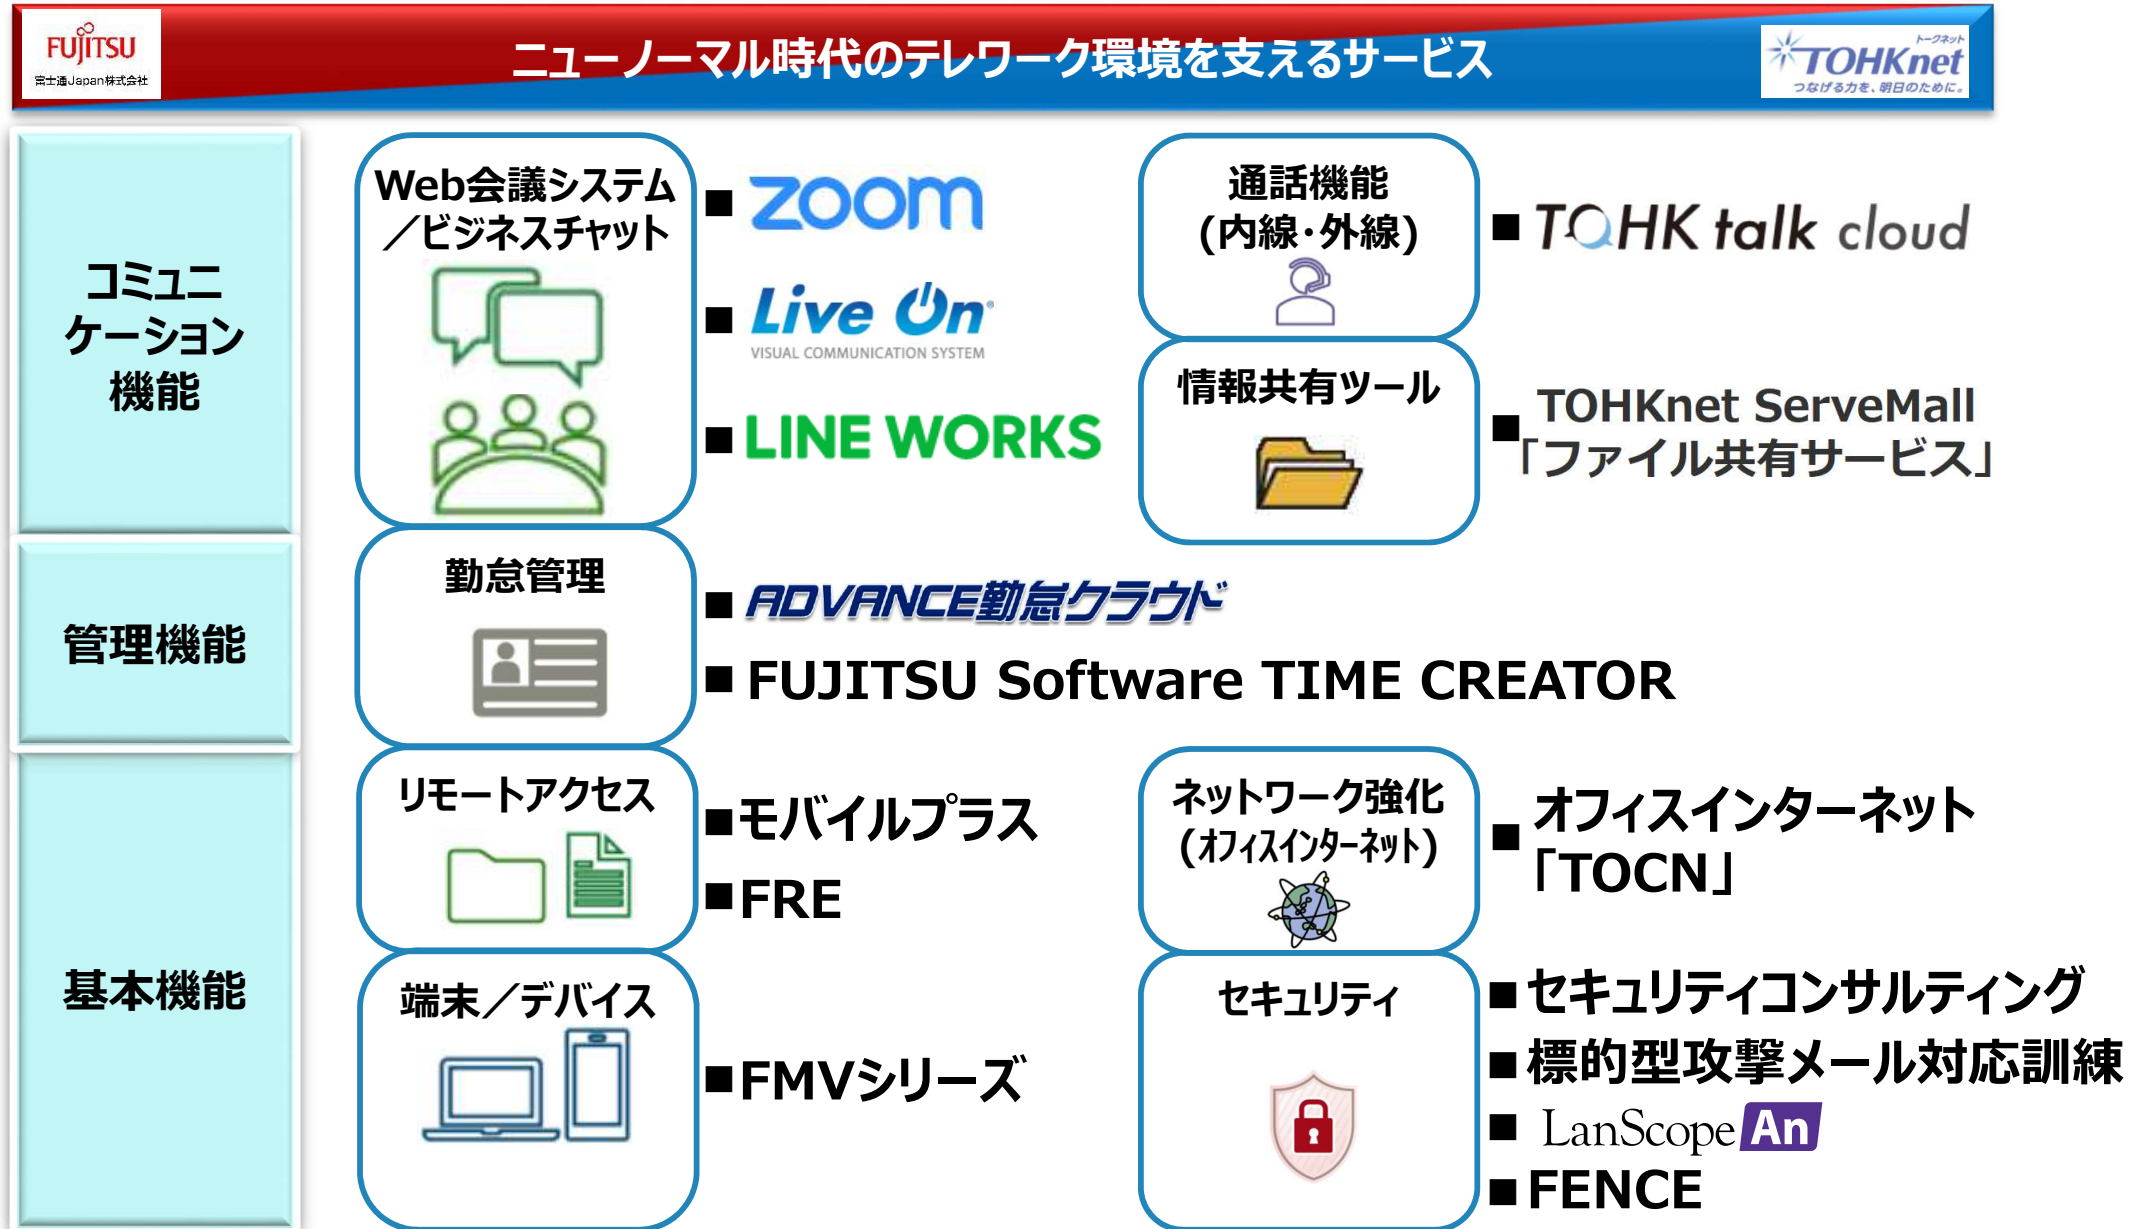 FUJITSU
富士通Japan株式会社
ニューノーマル時代のテレワーク環境を支えるサービス
トークネット
TOHKnet
つなげる力を、明日のために。
コミュニ
ケーション
機能
Web会議システム
／ビジネスチャット
■ zoom
■ Live On
VISUAL COMMUNICATION SYSTEM
■ LINE WORKS
通話機能
(内線・外線)
■ TOHK talk cloud
情報共有ツール
■ TOHKnet ServeMall
「ファイル共有サービス」
管理機能
勤怠管理
■ ADVANCE勤怠クラウド
■ FUJITSU Software TIME CREATOR
基本機能
リモートアクセス
■モバイルプラス
■FRE
ネットワーク強化
(オフィスインターネット)
■ オフィスインターネット
「TOCN」
端末／デバイス
■FMVシリーズ
セキュリティ
■セキュリティコンサルティング
■標的型攻撃メール対応訓練
■ LanScope An
■FENCE